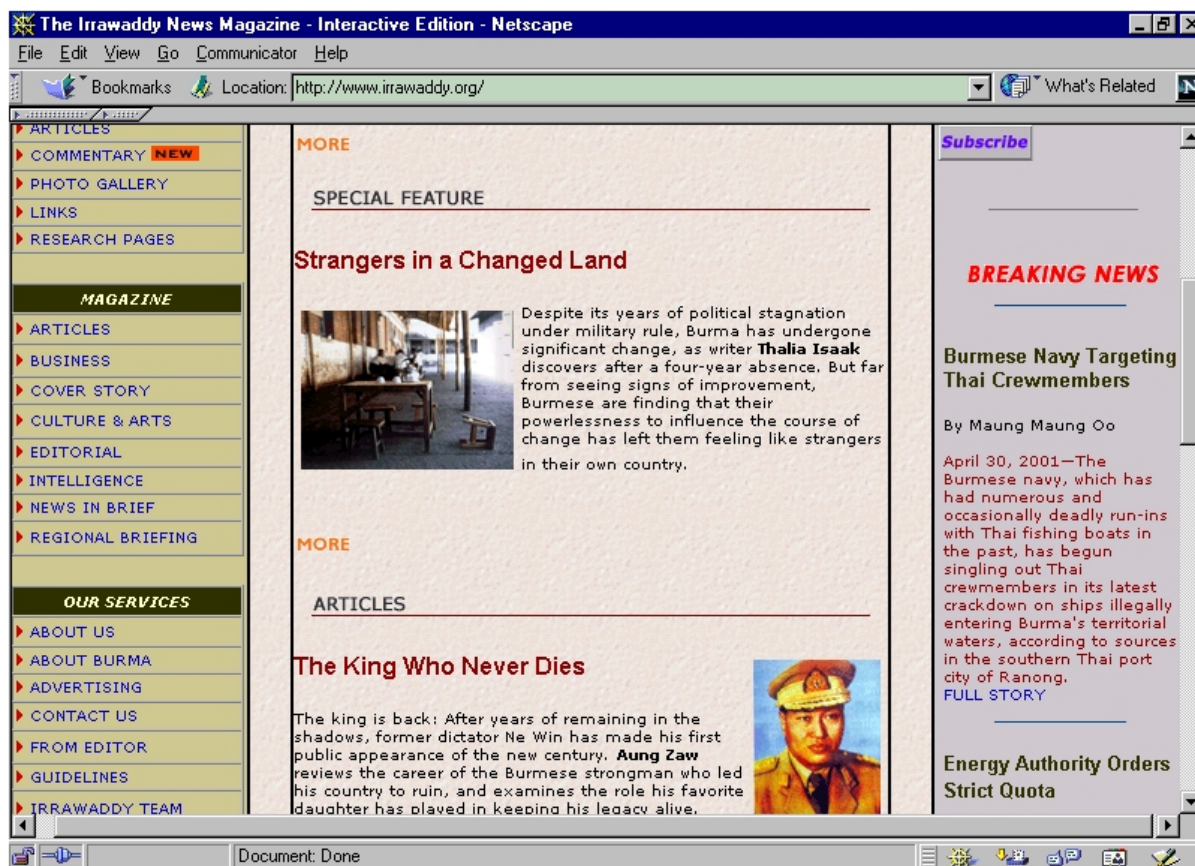 The Irrawaddy News Magazine - Interactive Edition - Netscape
File Edit View Go Communicator Help
Bookmarks Location: http://www.irrawaddy.org/ What's Related
N
ARTICLES
COMMENTARY NEW
PHOTO GALLERY
LINKS
RESEARCH PAGES
MAGAZINE
ARTICLES
BUSINESS
COVER STORY
CULTURE & ARTS
EDITORIAL
INTELLIGENCE
NEWS IN BRIEF
REGIONAL BRIEFING
OUR SERVICES
ABOUT US
ABOUT BURMA
ADVERTISING
CONTACT US
FROM EDITOR
GUIDELINES
IRRAWADDY TEAM
MORE
SPECIAL FEATURE
Strangers in a Changed Land
Despite its years of political stagnation
under military rule, Burma has undergone
significant change, as writer Thalia Isaak
discovers after a four-year absence. But far
from seeing signs of improvement,
Burmese are finding that their
powerlessness to influence the course of
change has left them feeling like strangers
in their own country.
MORE
ARTICLES
The King Who Never Dies
The king is back: After years of remaining in the
shadows, former dictator Ne Win has made his first
public appearance of the new century. Aung Zaw
reviews the career of the Burmese strongman who led
his country to ruin, and examines the role his favorite
daughter has played in keeping his legacy alive.
Subscribe
BREAKING NEWS
Burmese Navy Targeting
Thai Crewmembers
By Maung Maung Oo
April 30, 2001—The
Burmese navy, which has
had numerous and
occasionally deadly run-ins
with Thai fishing boats in
the past, has begun
singling out Thai
crewmembers in its latest
crackdown on ships illegally
entering Burma's territorial
waters, according to sources
in the southern Thai port
city of Ranong.
FULL STORY
Energy Authority Orders
Strict Quota
Document: Done